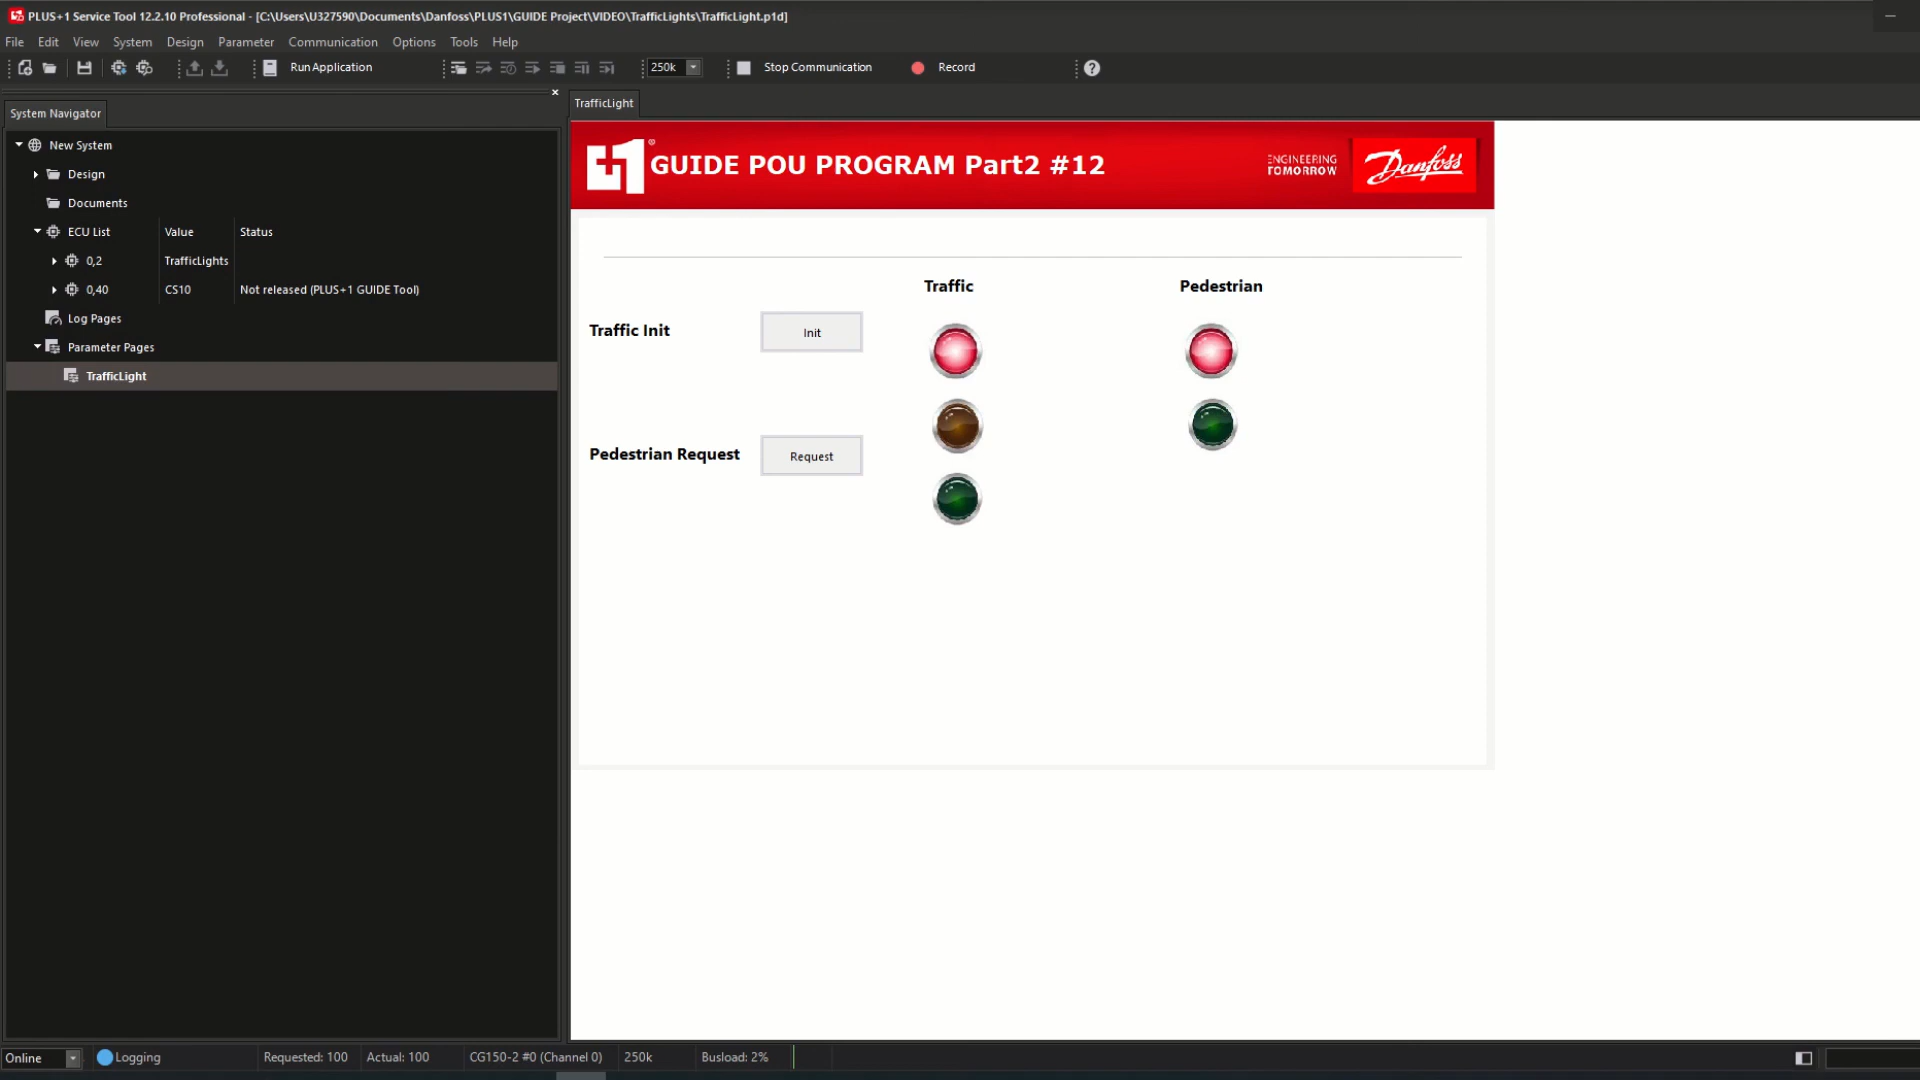 PLUS+1 Service Tool 12.2.10 Professional - [C:\Users\U327590\Documents\Danfoss\PLUS1\GUIDE Project\VIDEO\TrafficLights\TrafficLight.p1d]
File Edit View System Design Parameter Communication Options Tools Help
Run Application 250k Stop Communication Record
System Navigator
TrafficLight
New System
Design
Documents
ECU List Value Status
0,2 TrafficLights
0,40 CS10 Not released (PLUS+1 GUIDE Tool)
Log Pages
Parameter Pages
TrafficLight
+1® GUIDE POU PROGRAM Part2 #12
ENGINEERING
TOMORROW
Danfoss
Traffic Pedestrian
Traffic Init Init
Pedestrian Request Request
Online Logging Requested: 100 Actual: 100 CG150-2 #0 (Channel 0) 250k Busload: 2%